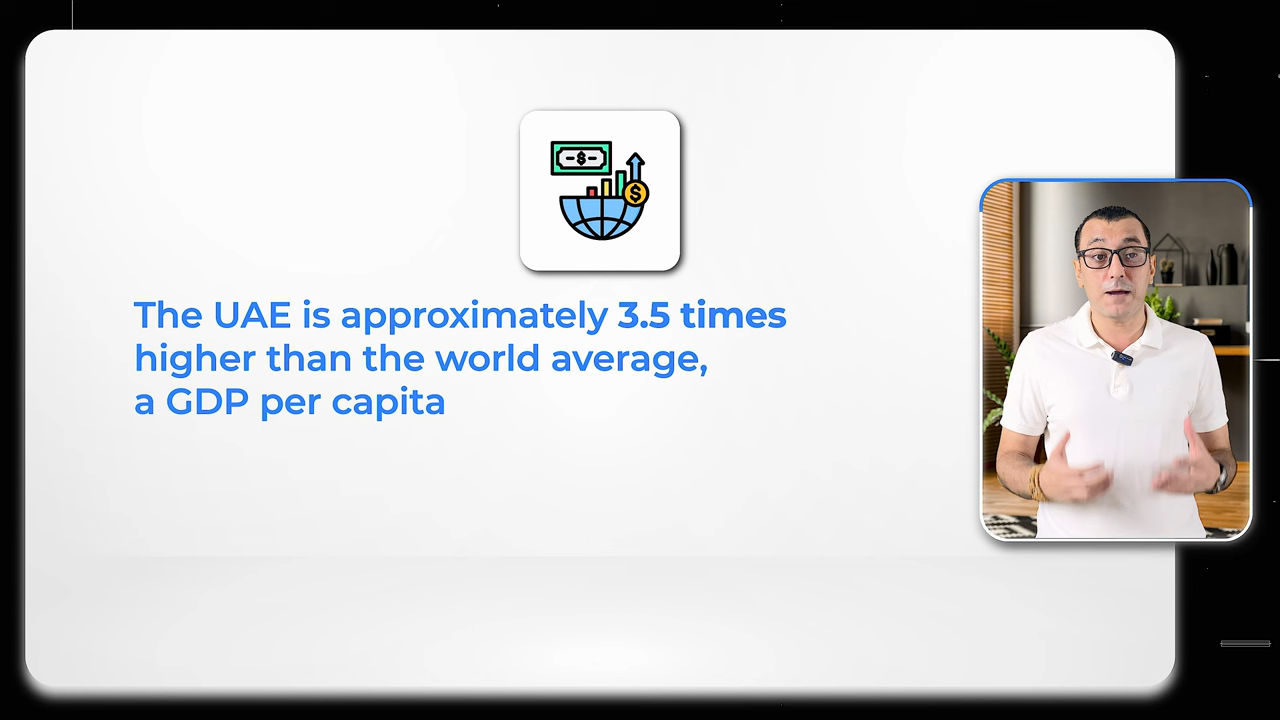 The UAE is approximately 3.5 times
higher than the world average,
a GDP per capita